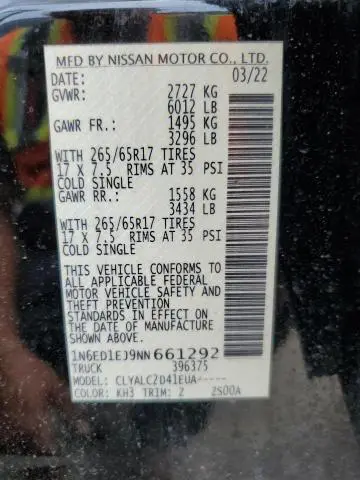 MFD BY NISSAN MOTOR CO., LTD.
DATE: 03/22
GVWR: 2727 KG
6012 LB
GAWR FR.: 1495 KG
3296 LB
WITH 265/65R17 TIRES
17 X 7.5 RIMS AT 35 PSI
COLD SINGLE
GAWR RR.: 1558 KG
3434 LB
WITH 265/65R17 TIRES
17 X 7.5 RIMS AT 35 PSI
COLD SINGLE
THIS VEHICLE CONFORMS TO
ALL APPLICABLE FEDERAL
MOTOR VEHICLE SAFETY AND
THEFT PREVENTION
STANDARDS IN EFFECT ON
THE DATE OF MANUFACTURE
SHOWN ABOVE.
1N6ED1EJ9NN661292
TRUCK 396375
MODEL: CLYALCZD41EUA-----
COLOR: KH3 TRIM: 2 2S00A